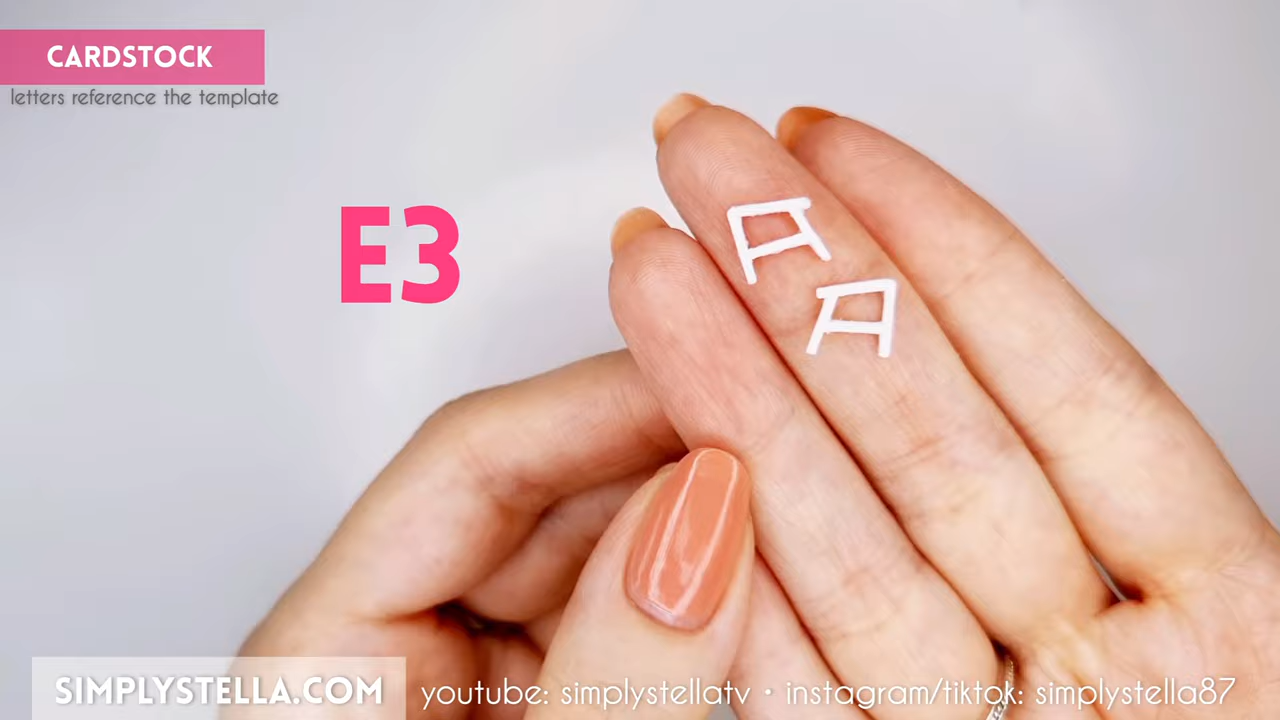 CARDSTOCK
letters reference the template
E3
SIMPLYSTELLA.COM
youtube: simplystellatv • instagram/tiktok: simplystella87